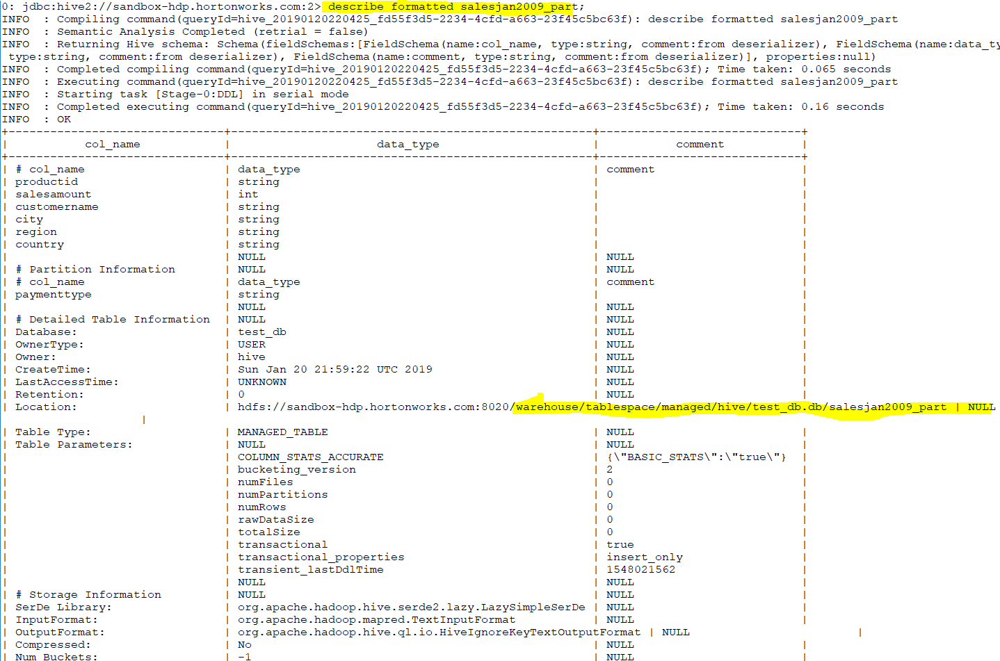 0: jdbc:hive2://sandbox-hdp.hortonworks.com:2> describe formatted salesjan2009_part;
INFO  : Compiling command(queryId=hive_20190120220425_fd55f3d5-2234-4cfd-a663-23f45c5bc63f): describe formatted salesjan2009_part
INFO  : Semantic Analysis Completed (retrial = false)
INFO  : Returning Hive schema: Schema(fieldSchemas:[FieldSchema(name:col_name, type:string, comment:from deserializer), FieldSchema(name:data_ty
type:string, comment:from deserializer), FieldSchema(name:comment, type:string, comment:from deserializer)], properties:null)
INFO  : Completed compiling command(queryId=hive_20190120220425_fd55f3d5-2234-4cfd-a663-23f45c5bc63f); Time taken: 0.065 seconds
INFO  : Executing command(queryId=hive_20190120220425_fd55f3d5-2234-4cfd-a663-23f45c5bc63f): describe formatted salesjan2009_part
INFO  : Starting task [Stage-0:DDL] in serial mode
INFO  : Completed executing command(queryId=hive_20190120220425_fd55f3d5-2234-4cfd-a663-23f45c5bc63f); Time taken: 0.16 seconds
INFO  : OK
+-------------------------------+----------------------------------------------------+-----------------------------+
| col_name | data_type | comment |
+-------------------------------+----------------------------------------------------+-----------------------------+
| # col_name | data_type | comment |
| productid | string | |
| salesamount | int | |
| customername | string | |
| city | string | |
| region | string | |
| country | string | |
| | NULL | NULL |
| # Partition Information | NULL | NULL |
| # col_name | data_type | comment |
| paymenttype | string | |
| | NULL | NULL |
| # Detailed Table Information | NULL | NULL |
| Database: | test_db | NULL |
| OwnerType: | USER | NULL |
| Owner: | hive | NULL |
| CreateTime: | Sun Jan 20 21:59:22 UTC 2019 | NULL |
| LastAccessTime: | UNKNOWN | NULL |
| Retention: | 0 | NULL |
| Location: | hdfs://sandbox-hdp.hortonworks.com:8020/warehouse/tablespace/managed/hive/test_db.db/salesjan2009_part | NULL
|
| Table Type: | MANAGED_TABLE | NULL |
| Table Parameters: | NULL | NULL |
| | COLUMN_STATS_ACCURATE | {\"BASIC_STATS\":\"true\"} |
| | bucketing_version | 2 |
| | numFiles | 0 |
| | numPartitions | 0 |
| | numRows | 0 |
| | rawDataSize | 0 |
| | totalSize | 0 |
| | transactional | true |
| | transactional_properties | insert_only |
| | transient_lastDdlTime | 1548021562 |
| | NULL | NULL |
| # Storage Information | NULL | NULL |
| SerDe Library: | org.apache.hadoop.hive.serde2.lazy.LazySimpleSerDe | NULL |
| InputFormat: | org.apache.hadoop.mapred.TextInputFormat | NULL |
| OutputFormat: | org.apache.hadoop.hive.ql.io.HiveIgnoreKeyTextOutputFormat | NULL |
| Compressed: | No | NULL |
| Num Buckets: | -1 | NULL |